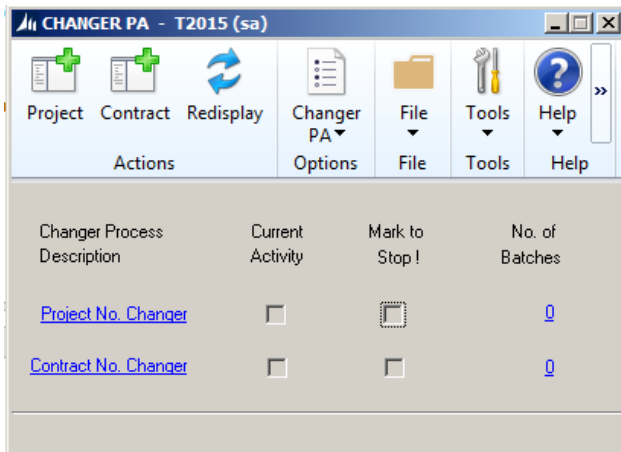 CHANGER PA - T2015 (sa)
Project Contract Redisplay Changer PA File Tools Help »
Actions Options File Tools Help
Changer Process Description Current Activity Mark to Stop ! No. of Batches
Project No. Changer 0
Contract No. Changer 0